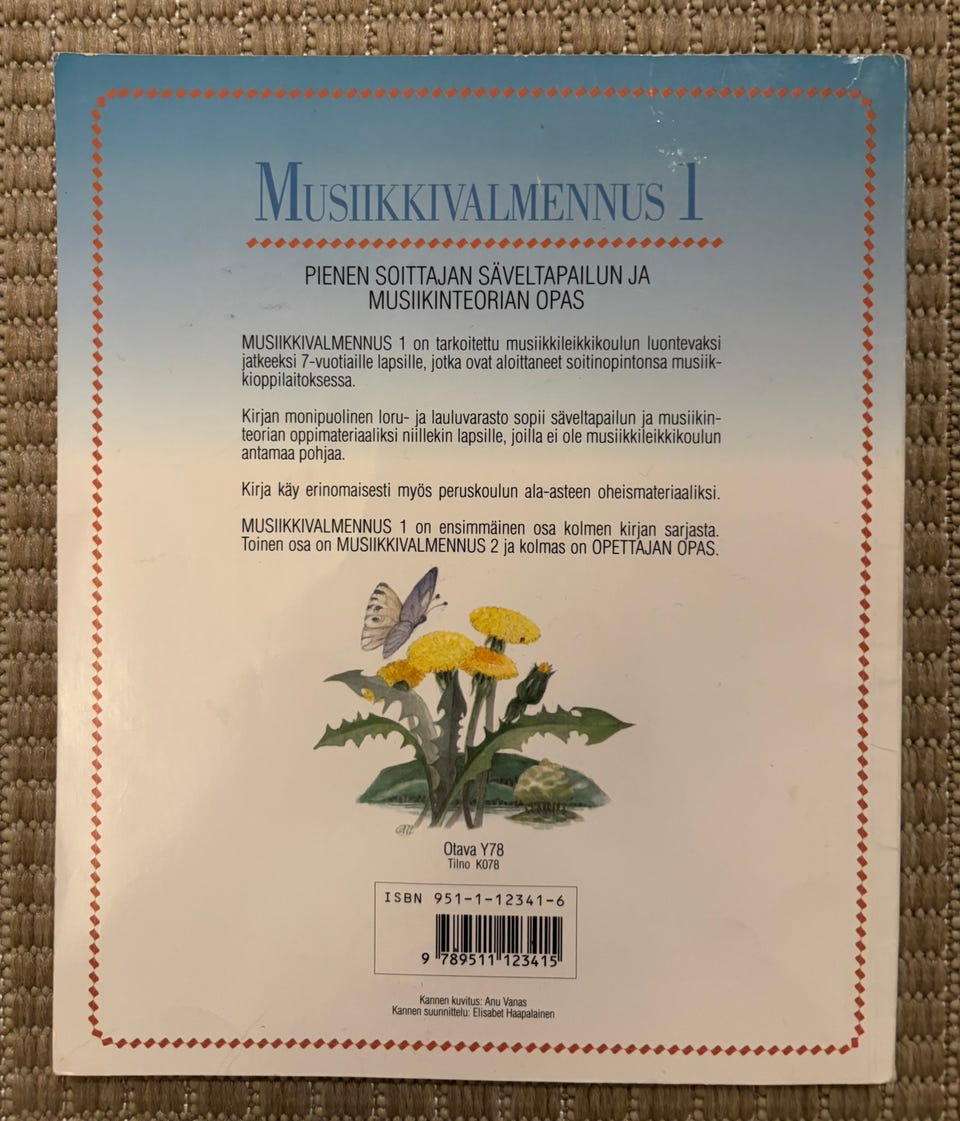 MUSIIKKIVALMENNUS 1
PIENEN SOITTAJAN SÄVELTAPAILUN JA
MUSIIKINTEORIAN OPAS
MUSIIKKIVALMENNUS 1 on tarkoitettu musiikkileikkikoulun luontevaksi
jatkeeksi 7-vuotiaille lapsille, jotka ovat aloittaneet soitinopintonsa musiik-
kioppilaitoksessa.
Kirjan monipuolinen loru- ja lauluvarasto sopii säveltapailun ja musiikin-
teorian oppimateriaaliksi niillekin lapsille, joilla ei ole musiikkileikkikoulun
antamaa pohjaa.
Kirja käy erinomaisesti myös peruskoulun ala-asteen oheismateriaaliksi.
MUSIIKKIVALMENNUS 1 on ensimmäinen osa kolmen kirjan sarjasta.
Toinen osa on MUSIIKKIVALMENNUS 2 ja kolmas on OPETTAJAN OPAS.
Otava Y78
Tilno K078
ISBN 951-1-12341-6
9 789511 123415
Kannen kuvitus: Anu Vanas
Kannen suunnittelu: Elisabet Haapalainen